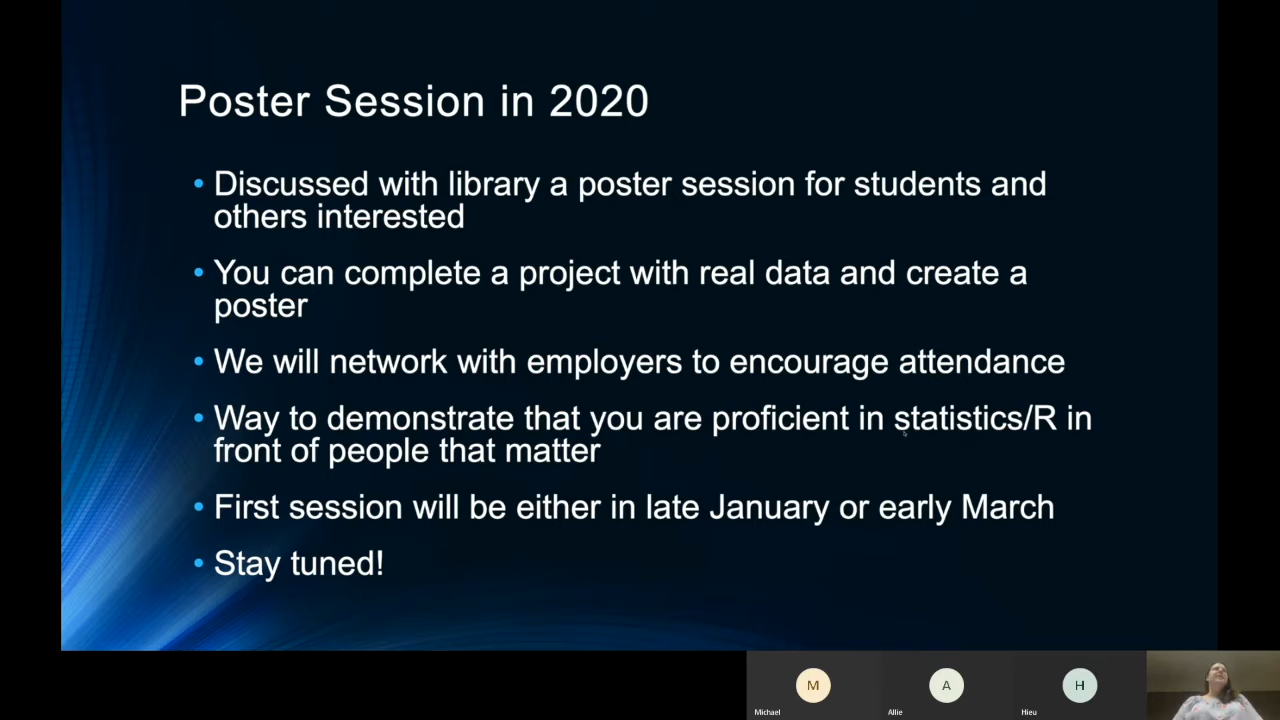 Poster Session in 2020
• Discussed with library a poster session for students and
others interested
• You can complete a project with real data and create a
poster
• We will network with employers to encourage attendance
• Way to demonstrate that you are proficient in statistics/R in
front of people that matter
• First session will be either in late January or early March
• Stay tuned!
M A H
Michael Allie Hieu